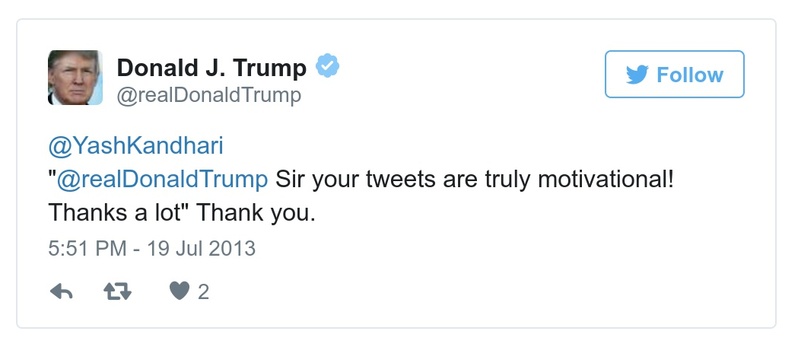 Donald J. Trump
@realDonaldTrump
Follow
@YashKandhari
"@realDonaldTrump Sir your tweets are truly motivational!
Thanks a lot" Thank you.
5:51 PM - 19 Jul 2013
2